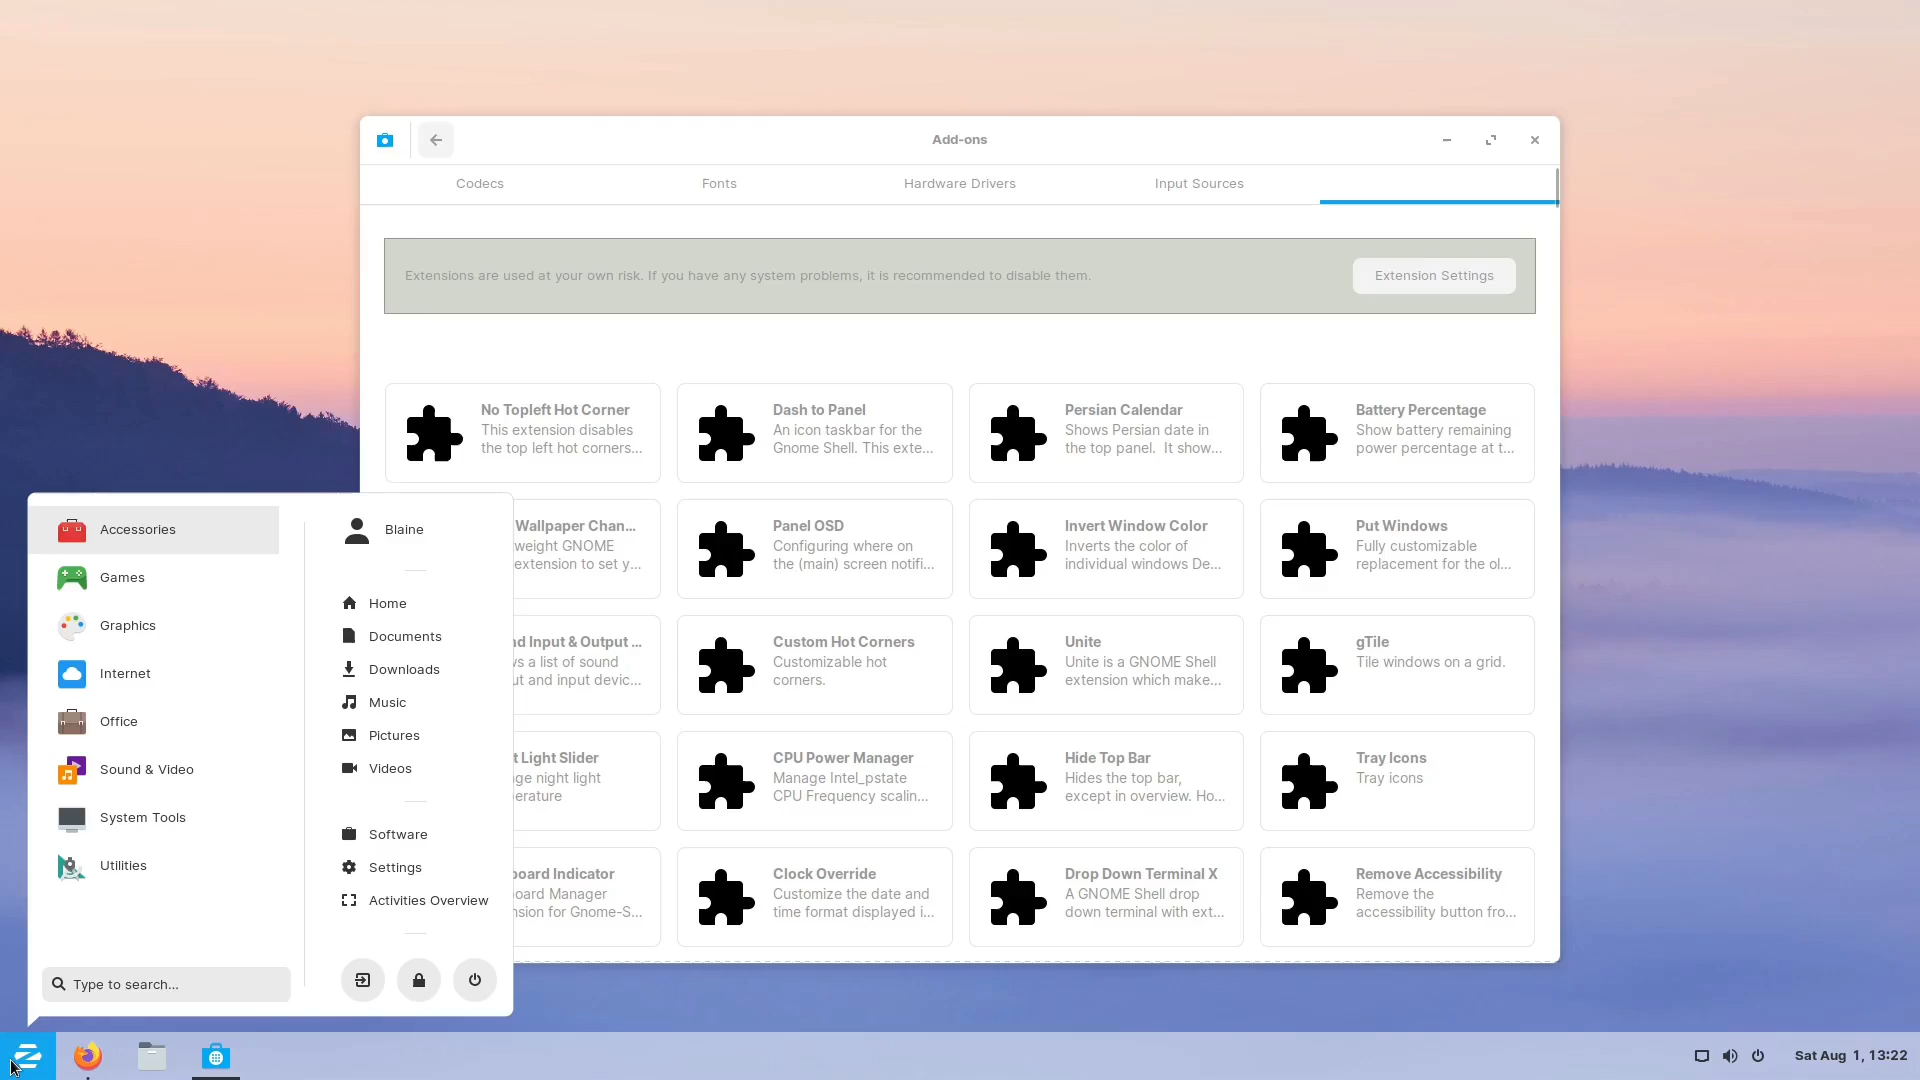 Add-ons
Codecs
Fonts
Hardware Drivers
Input Sources
Extensions are used at your own risk. If you have any system problems, it is recommended to disable them.
Extension Settings
No Topleft Hot Corner
This extension disables
the top left hot corners...
Dash to Panel
An icon taskbar for the
Gnome Shell. This exte...
Persian Calendar
Shows Persian date in
the top panel.  It show...
Battery Percentage
Show battery remaining
power percentage at t...
Wallpaper Chan...
weight GNOME
extension to set y...
Panel OSD
Configuring where on
the (main) screen notifi...
Invert Window Color
Inverts the color of
individual windows De...
Put Windows
Fully customizable
replacement for the ol...
nd Input & Output ...
ws a list of sound
ut and input devic...
Custom Hot Corners
Customizable hot
corners.
Unite
Unite is a GNOME Shell
extension which make...
gTile
Tile windows on a grid.
t Light Slider
ge night light
erature
CPU Power Manager
Manage Intel_pstate
CPU Frequency scalin...
Hide Top Bar
Hides the top bar,
except in overview. Ho...
Tray Icons
Tray icons
board Indicator
oard Manager
nsion for Gnome-S...
Clock Override
Customize the date and
time format displayed i...
Drop Down Terminal X
A GNOME Shell drop
down terminal with ext...
Remove Accessibility
Remove the
accessibility button fro...
Accessories
Games
Graphics
Internet
Office
Sound & Video
System Tools
Utilities
Type to search...
Blaine
Home
Documents
Downloads
Music
Pictures
Videos
Software
Settings
Activities Overview
Sat Aug  1, 13:22